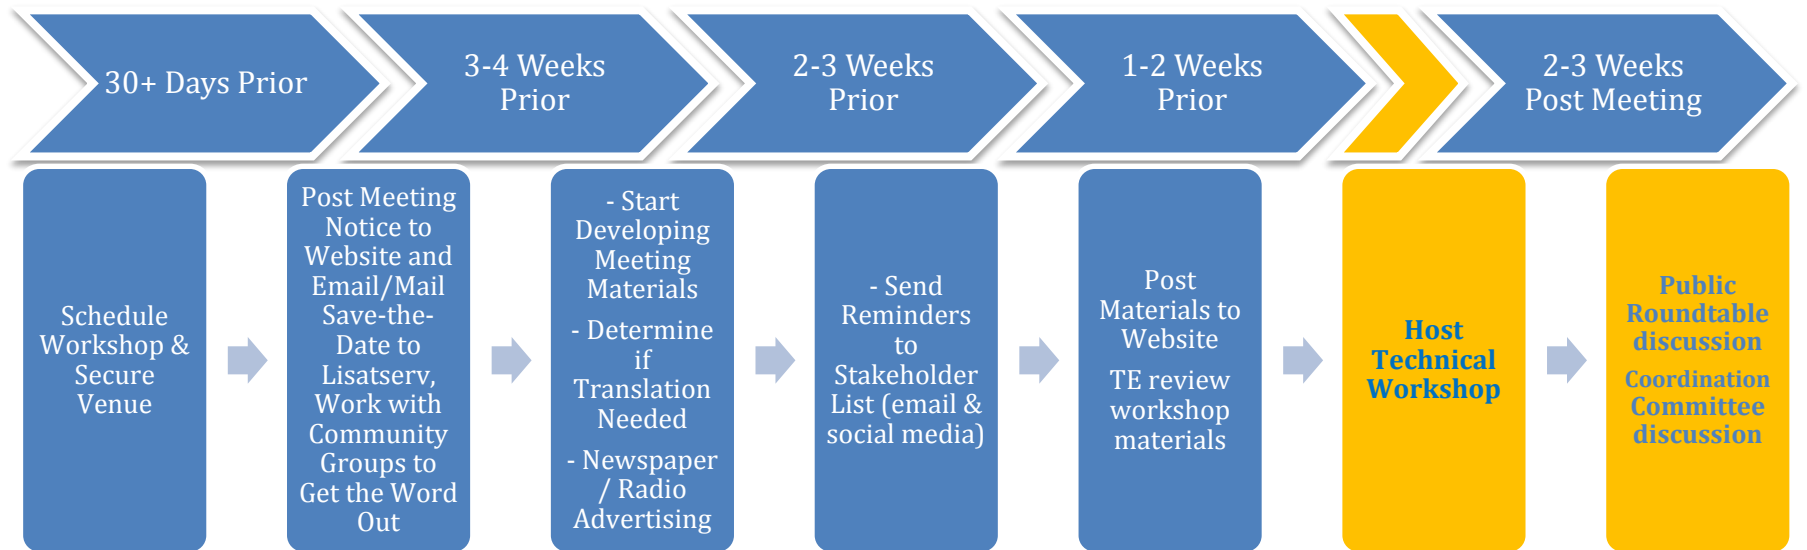 30+ Days Prior
3-4 Weeks
Prior
2-3 Weeks
Prior
1-2 Weeks
Prior
2-3 Weeks
Post Meeting
Schedule
Workshop &
Secure
Venue
Post Meeting
Notice to
Website and
Email/Mail
Save-the-
Date to
Lisatserv,
Work with
Community
Groups to
Get the Word
Out
- Start
Developing
Meeting
Materials
- Determine
if
Translation
Needed
- Newspaper
/ Radio
Advertising
- Send
Reminders
to
Stakeholder
List (email &
social media)
Post
Materials to
Website
TE review
workshop
materials
Host
Technical
Workshop
Public
Roundtable
discussion
Coordination
Committee
discussion